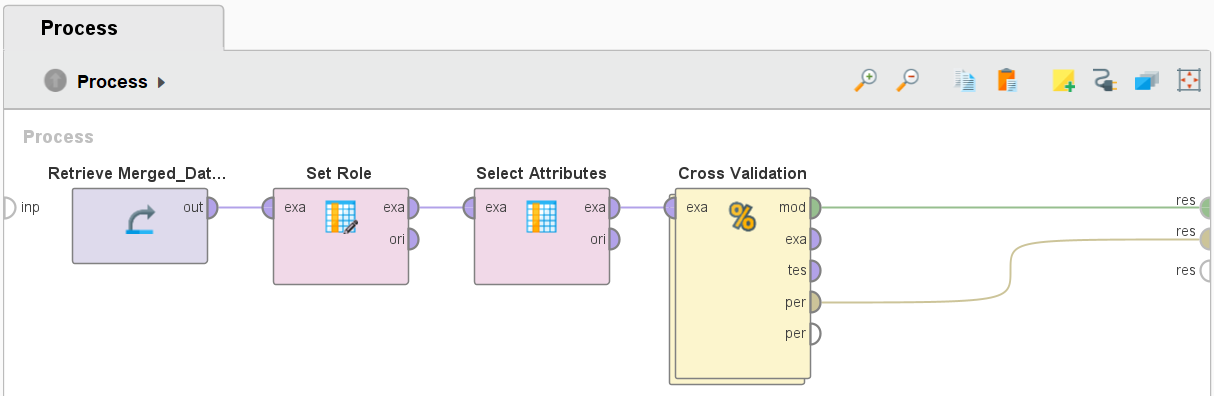 Process
Process
Process
Retrieve Merged_Dat...
Set Role
Select Attributes
Cross Validation
inp
out
exa
exa
ori
exa
exa
ori
exa
mod
exa
tes
per
per
res
res
res